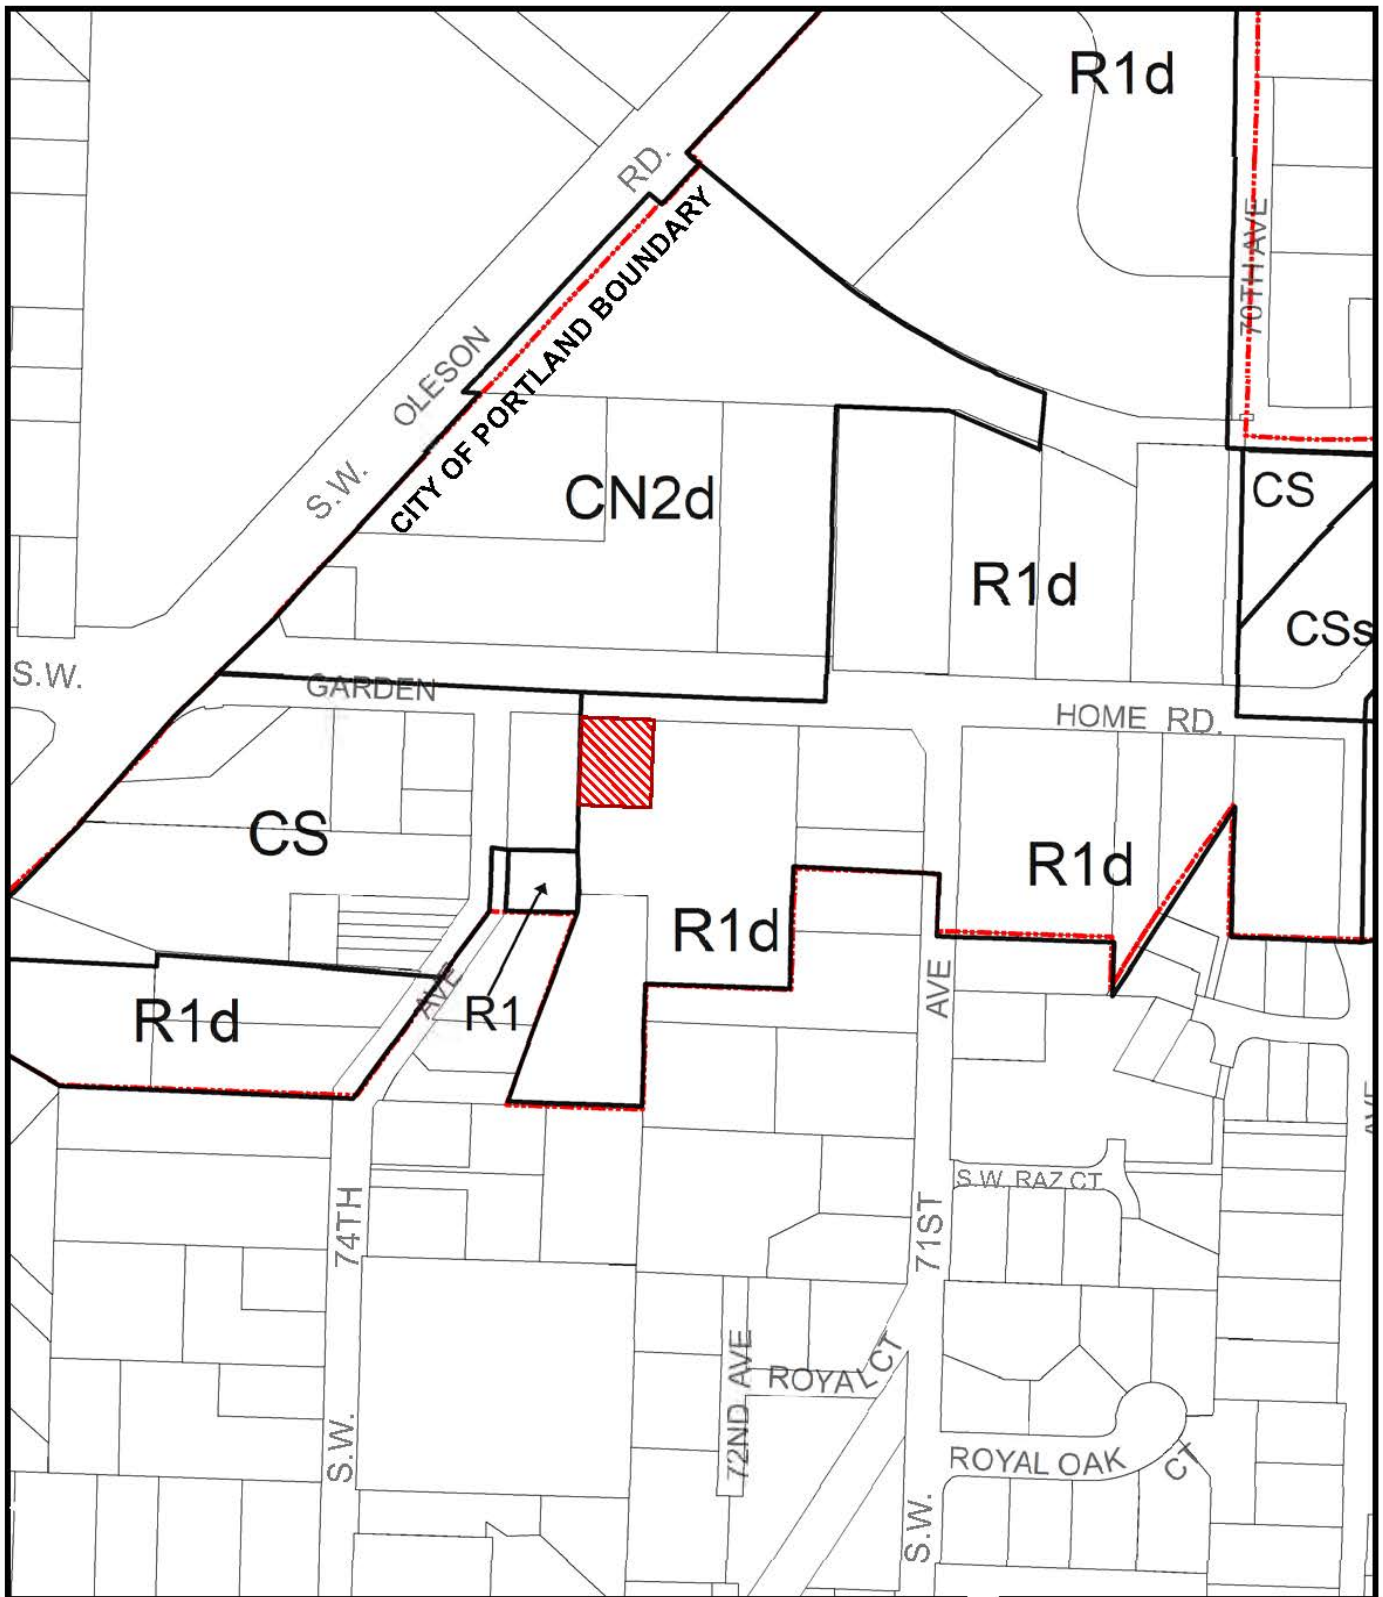 R1d
RD.
CITY OF PORTLAND BOUNDARY
70TH AVE
S.W. OLESON
CN2d
CS
R1d
CSs
S.W.
GARDEN
HOME RD.
CS
R1d
R1d
AVE
R1
R1d
AVE
AVE
S.W. RAZ CT
74TH
71ST
72ND AVE
ROYAL CT
S.W.
ROYAL OAK CT
S.W.